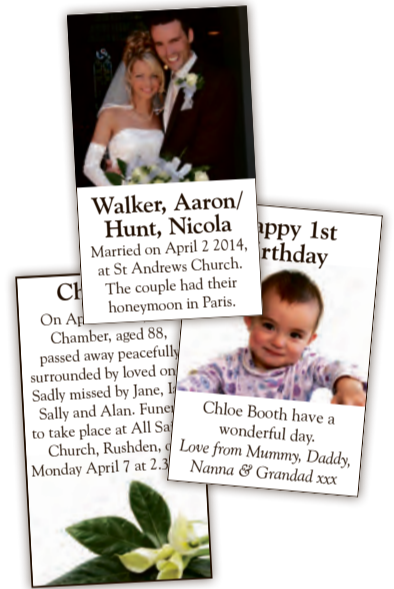 Walker, Aaron/
Hunt, Nicola
Married on April 2 2014,
at St Andrews Church.
The couple had their
honeymoon in Paris.
1st
Chloe Booth have a
wonderful day.
Love from Mummy, Daddy,
Nanna & Grandad xxx
On
Chamber, aged 88,
passed away peacefully
surrounded by loved
Sadly missed by Jane,
Sally and Alan.
to take place at All
Church, Rushden,
Monday April 7 at